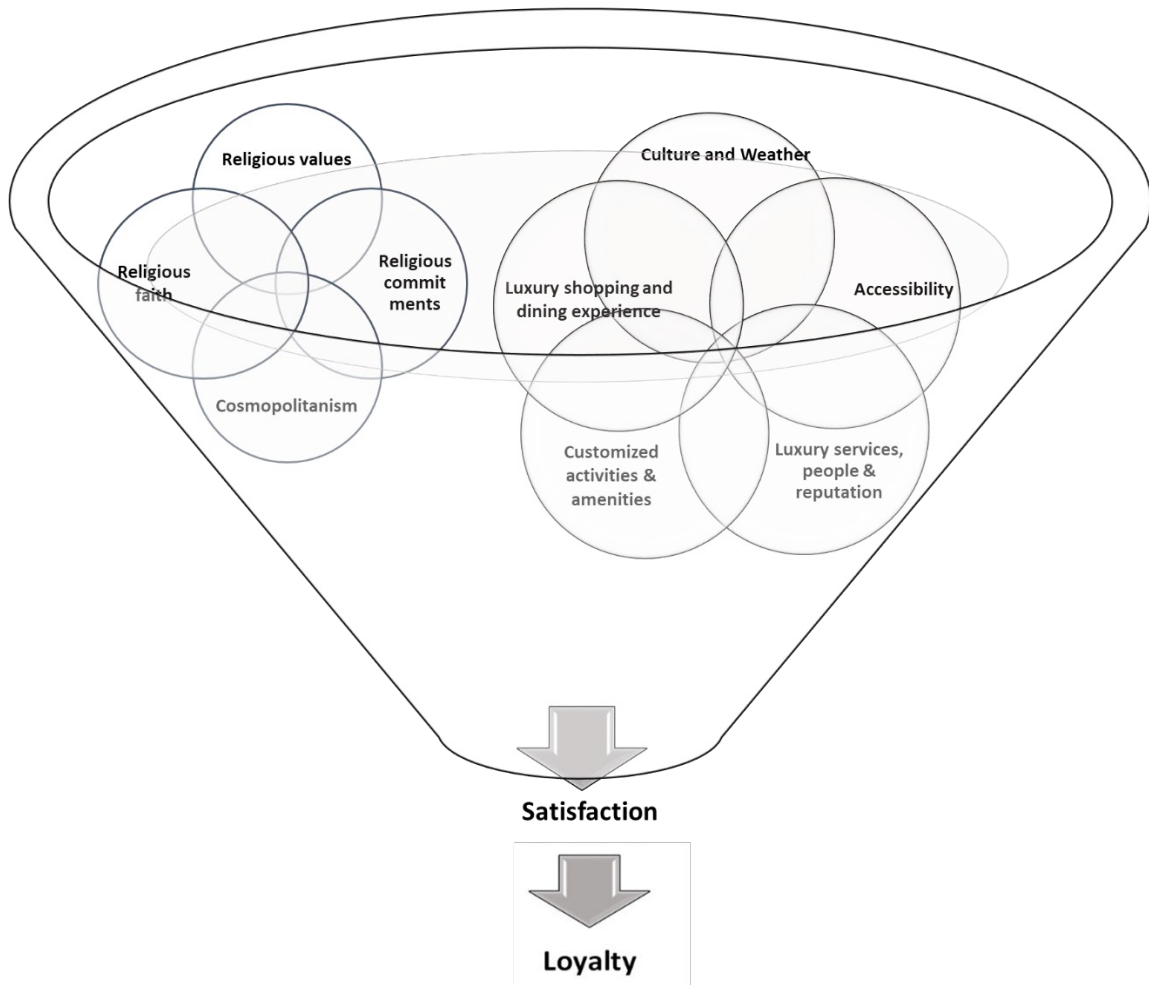 Religious values
Religious
faith
Religious
commit
ments
Cosmopolitanism
Culture and Weather
Luxury shopping and
dining experience
Accessibility
Customized
activities &
amenities
Luxury services,
people &
reputation
Satisfaction
Loyalty